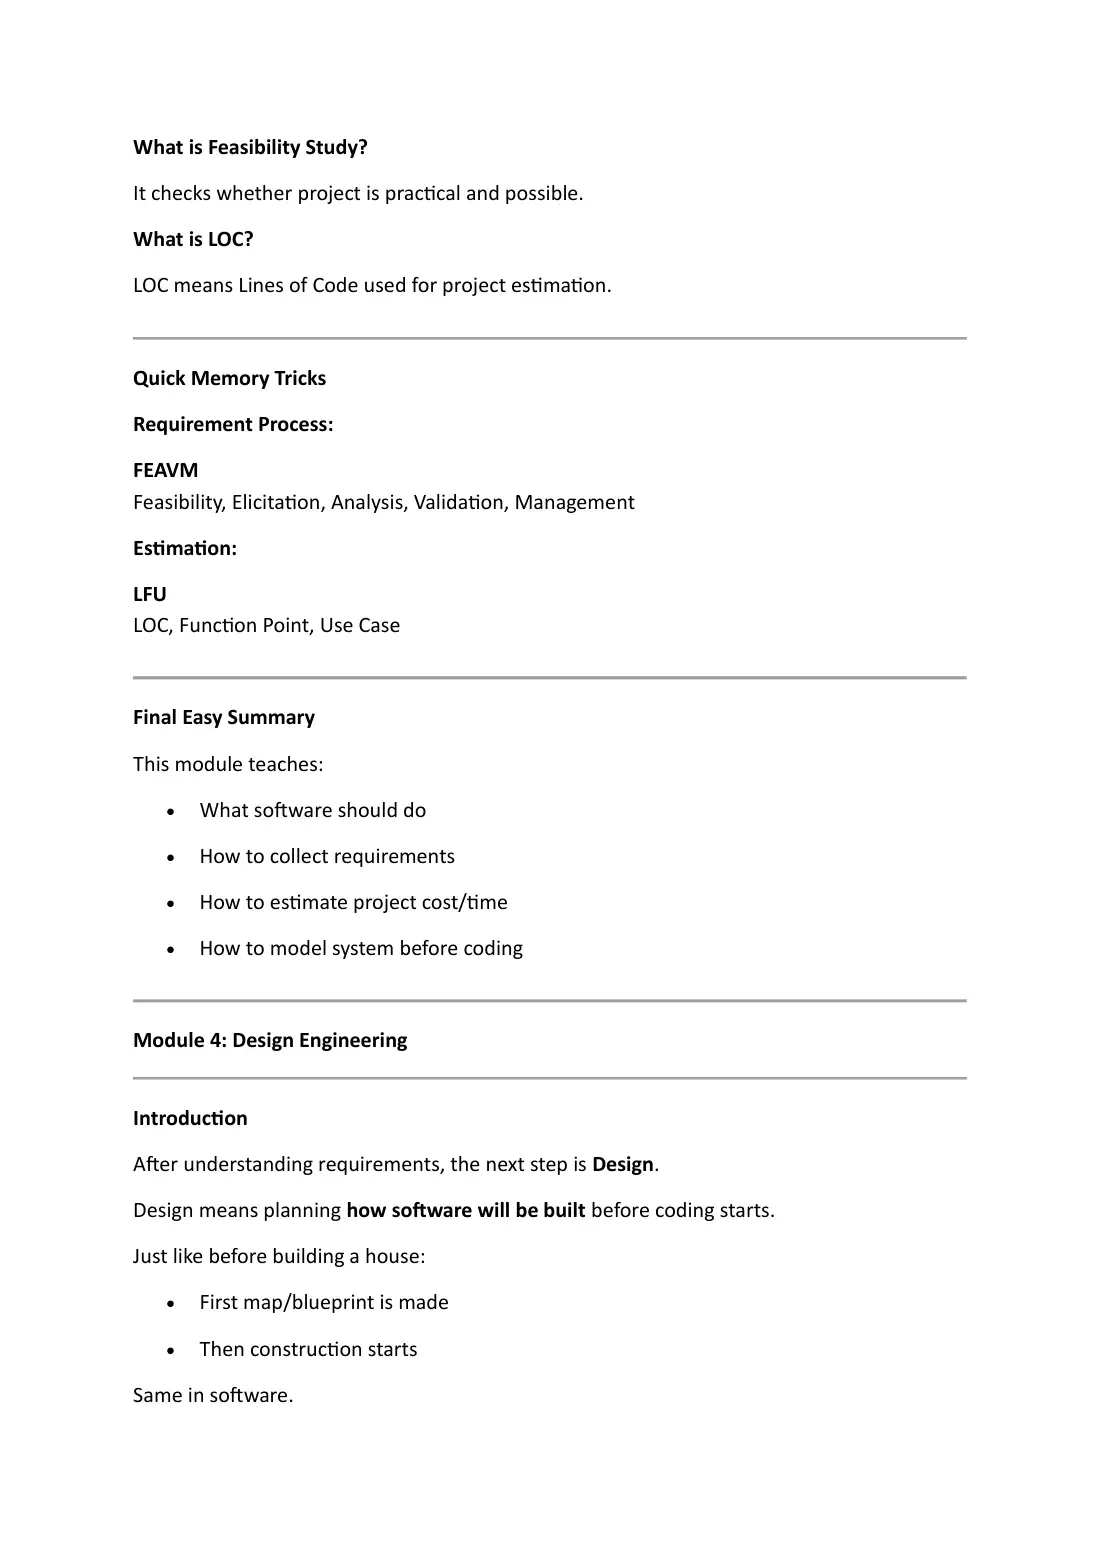 What is Feasibility Study?
It checks whether project is practical and possible.
What is LOC?
LOC means Lines of Code used for project estimation.
Quick Memory Tricks
Requirement Process:
FEAVM
Feasibility, Elicitation, Analysis, Validation, Management
Estimation:
LFU
LOC, Function Point, Use Case
Final Easy Summary
This module teaches:
• What software should do
• How to collect requirements
• How to estimate project cost/time
• How to model system before coding
Module 4: Design Engineering
Introduction
After understanding requirements, the next step is Design.
Design means planning how software will be built before coding starts.
Just like before building a house:
• First map/blueprint is made
• Then construction starts
Same in software.